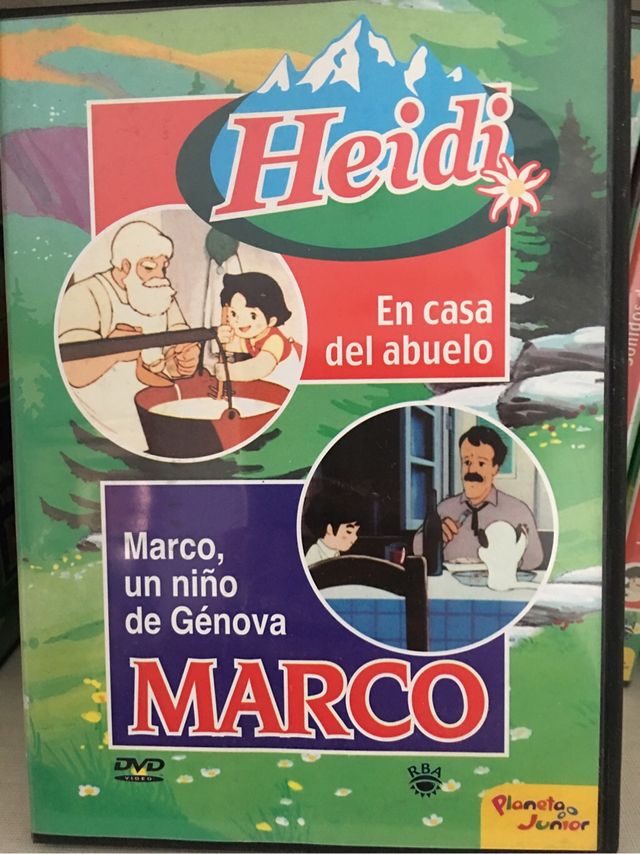 Heidi
En casa
del abuelo
Marco,
un niño
de Génova
MARCO
DVD
VIDEO
RBA
Planeta
Junior